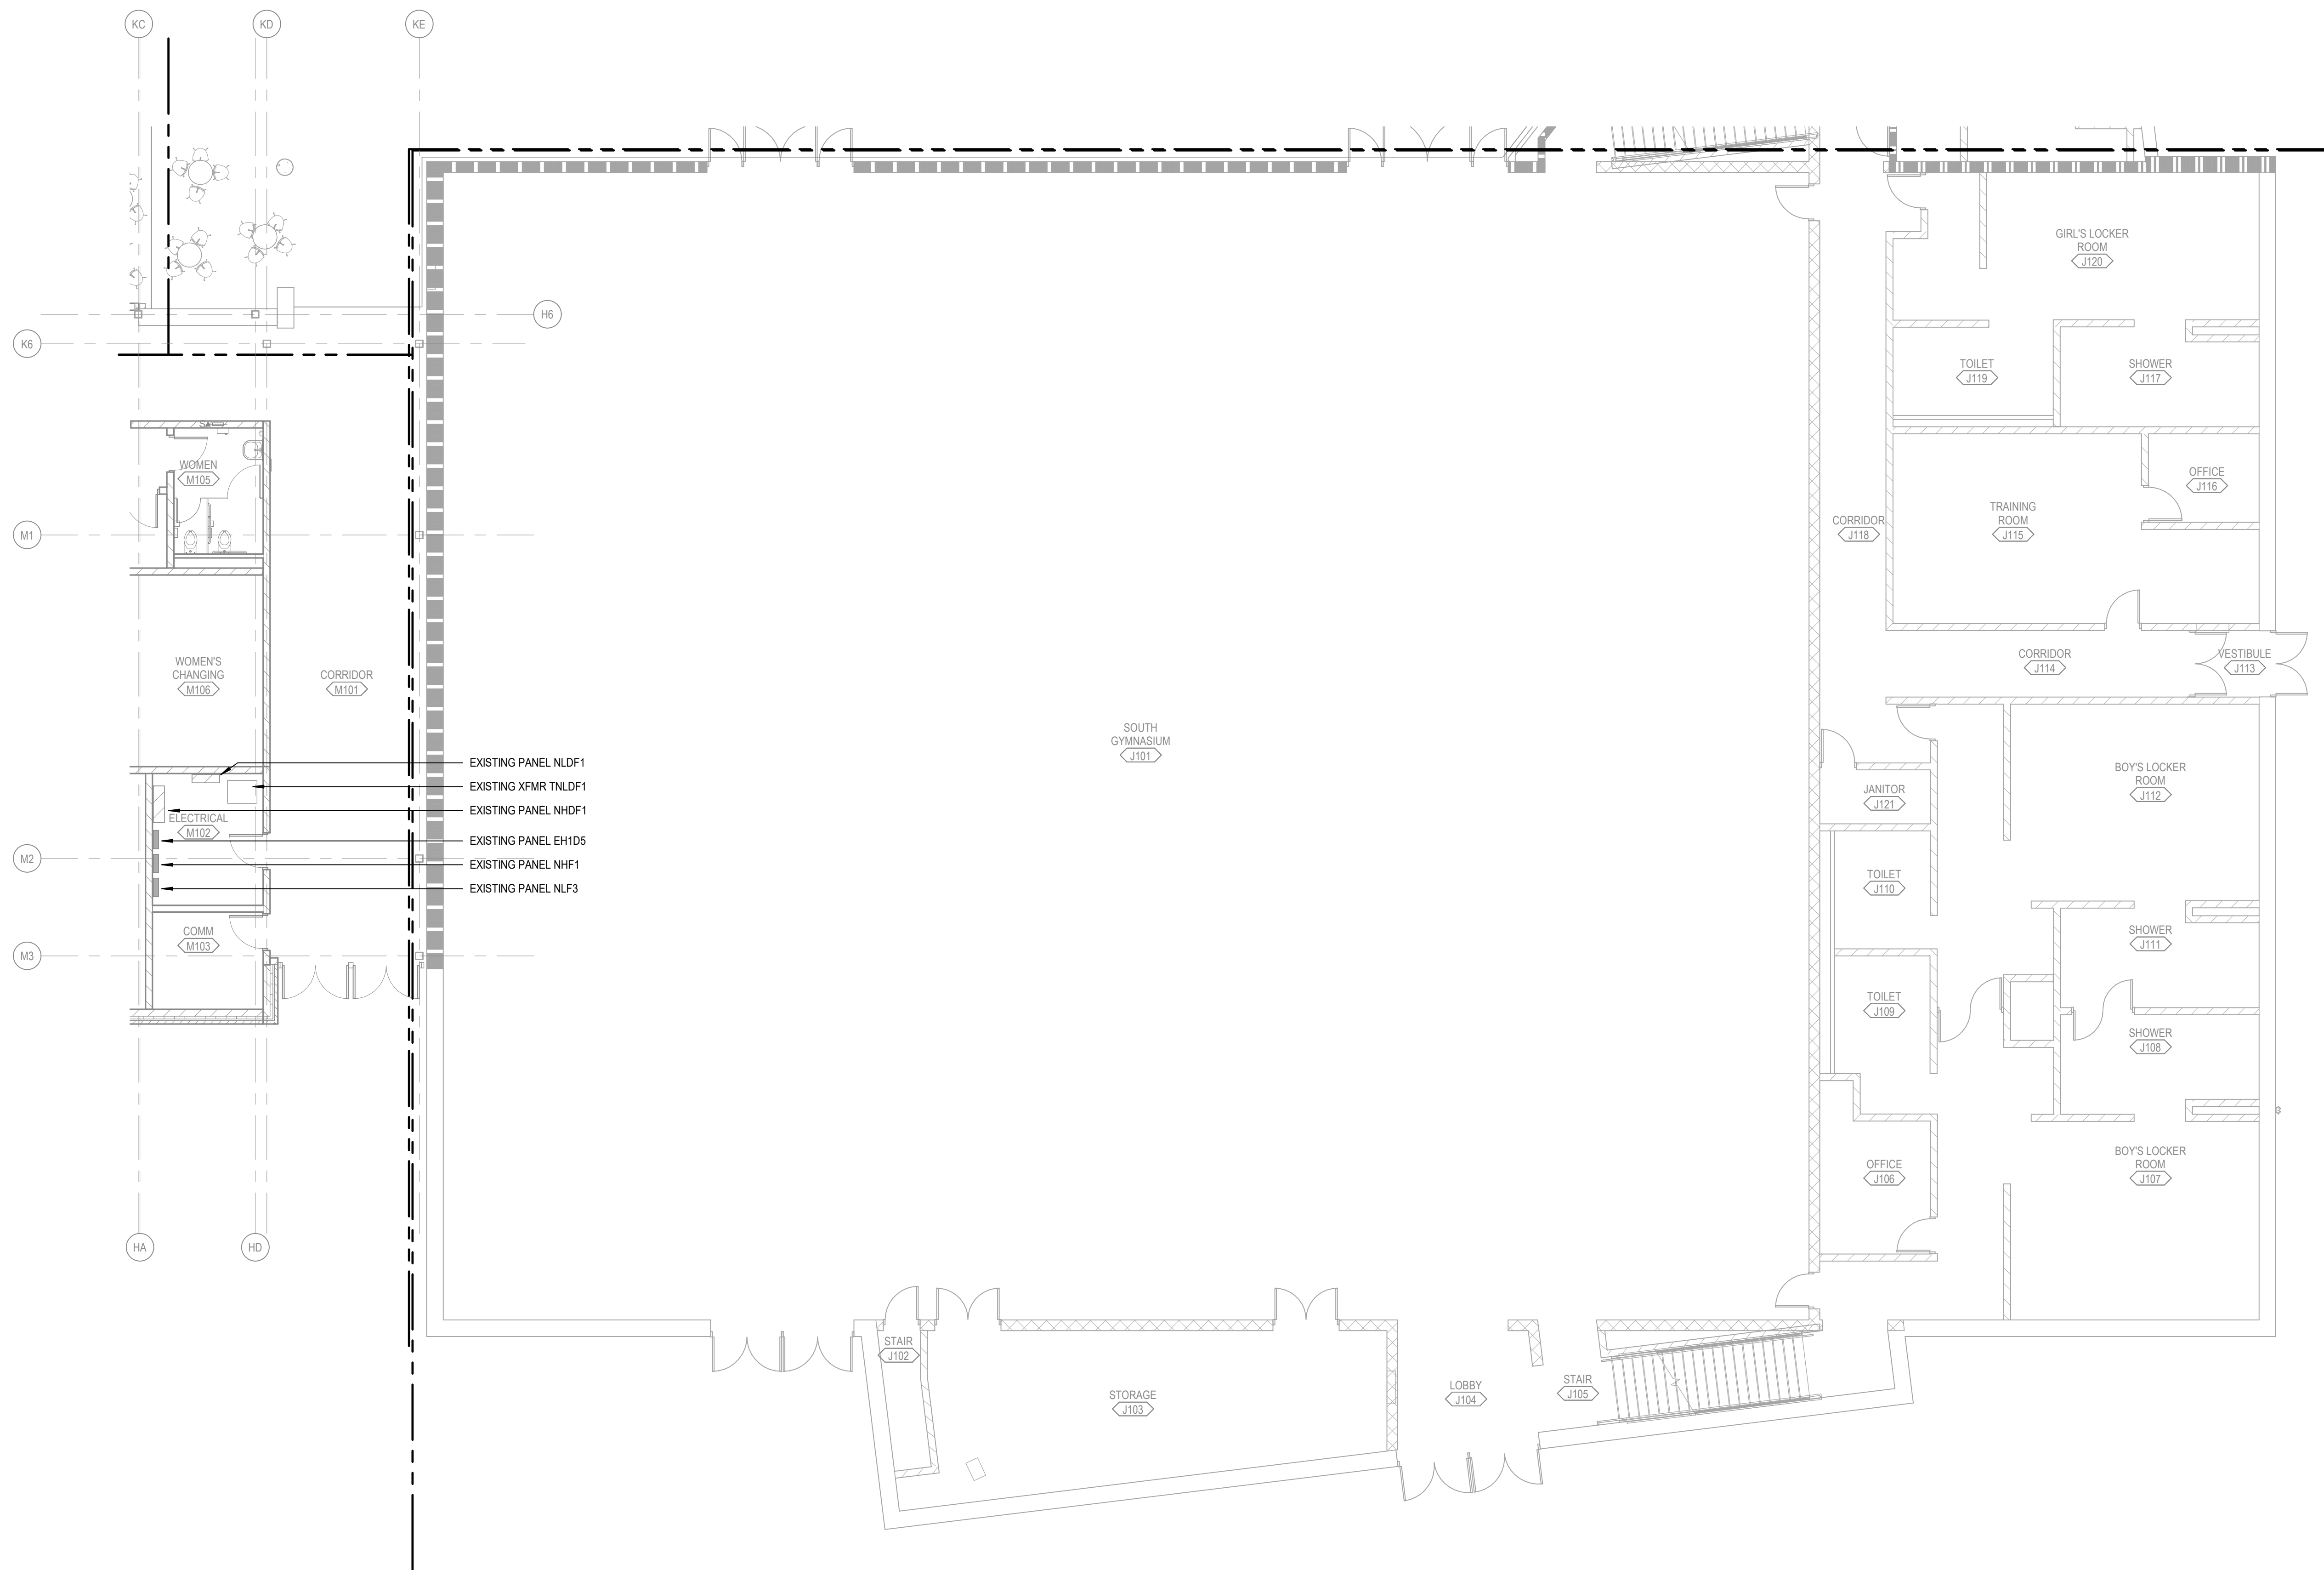 KC
KD
KE
H6
K6
GIRL'S LOCKER
ROOM
J120
TOILET
J119
SHOWER
J117
WOMEN
M105
OFFICE
J116
M1
TRAINING
ROOM
J115
CORRIDOR
J118
WOMEN'S
CHANGING
M106
CORRIDOR
M101
CORRIDOR
J114
VESTIBULE
J113
SOUTH
GYMNASIUM
J101
EXISTING PANEL NLDF1
EXISTING XFMR TNLDF1
EXISTING PANEL NHDF1
EXISTING PANEL EH1D5
EXISTING PANEL NHF1
EXISTING PANEL NLF3
ELECTRICAL
M102
BOY'S LOCKER
ROOM
J112
JANITOR
J121
M2
TOILET
J110
COMM
M103
SHOWER
J111
M3
TOILET
J109
SHOWER
J108
BOY'S LOCKER
ROOM
J107
OFFICE
J106
HA
HD
STAIR
J102
STORAGE
J103
LOBBY
J104
STAIR
J105